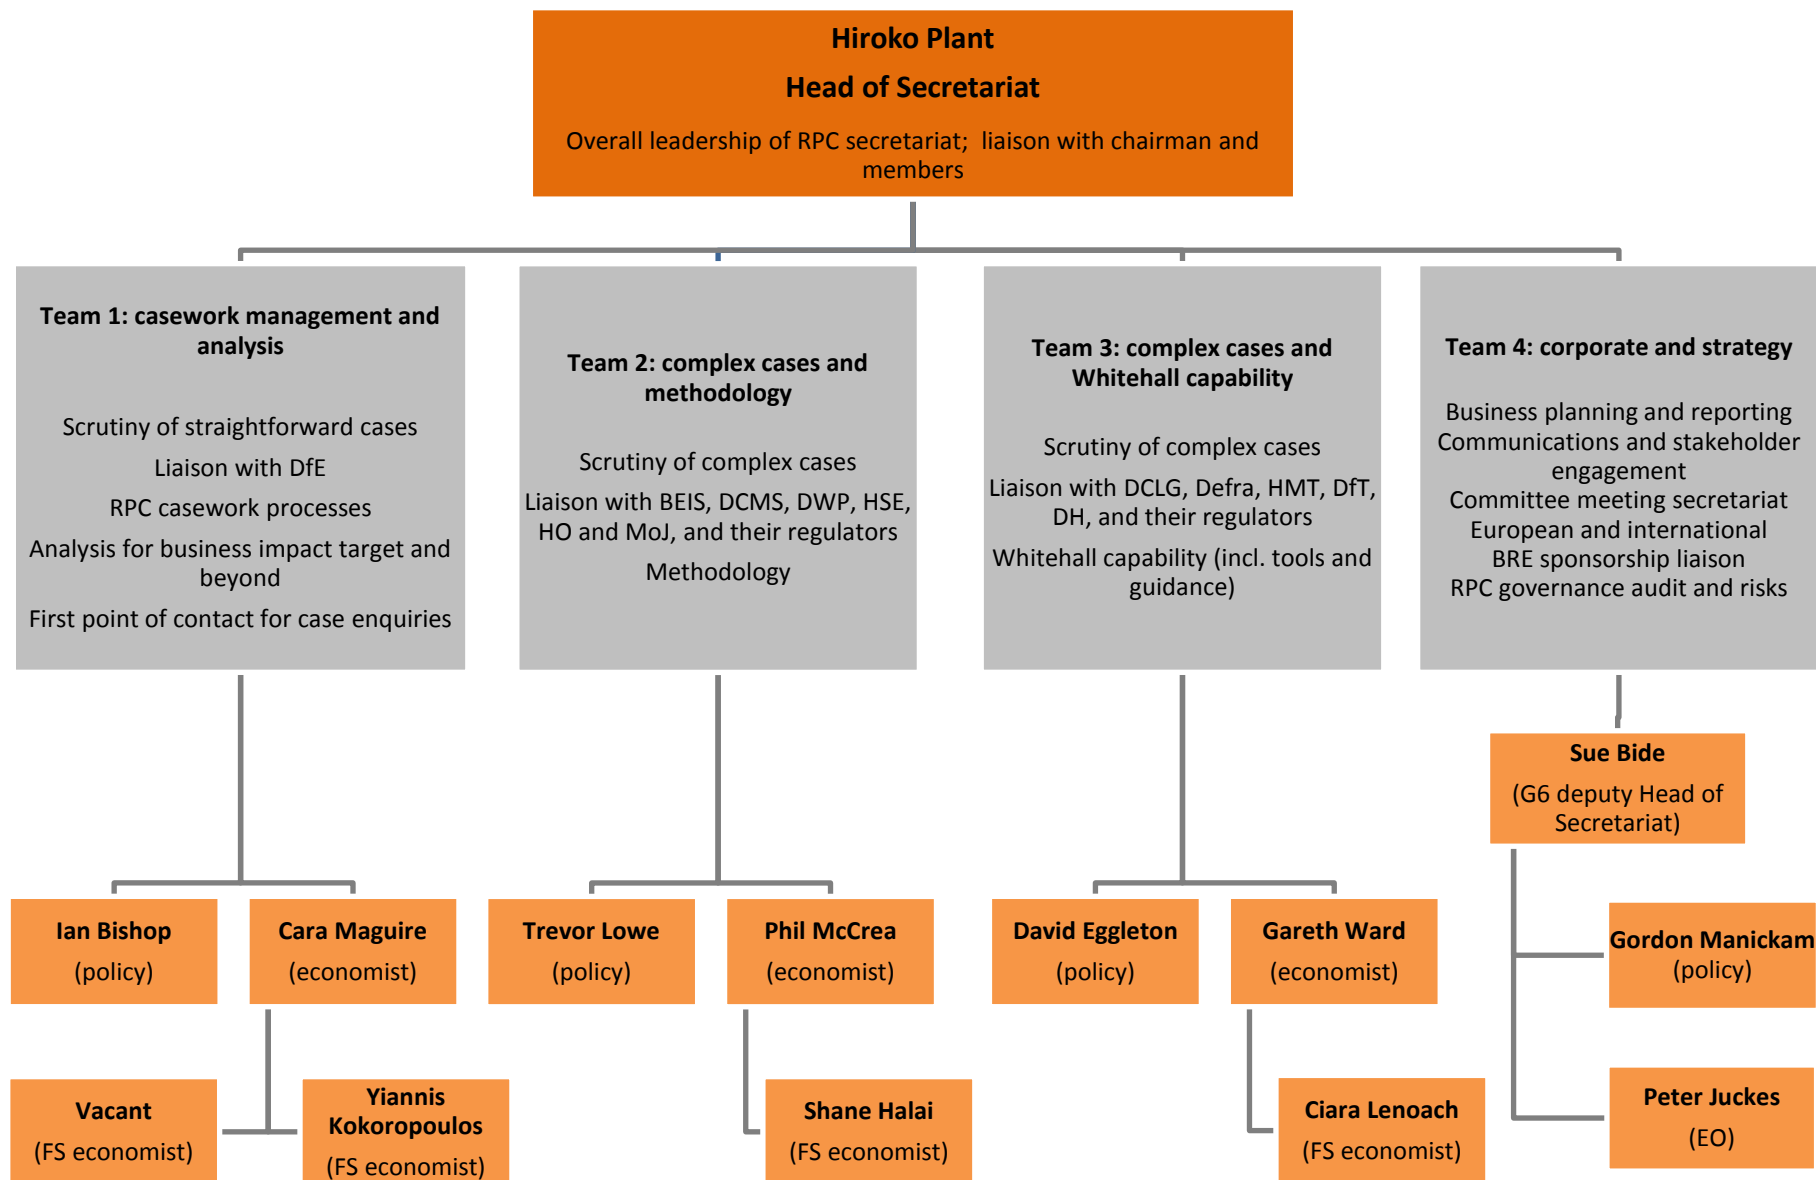 Hiroko Plant
Head of Secretariat
Overall leadership of RPC secretariat;  liaison with chairman and
members
Team 1: casework management and
analysis
Scrutiny of straightforward cases
Liaison with DfE
RPC casework processes
Analysis for business impact target and
beyond
First point of contact for case enquiries
Team 2: complex cases and
methodology
Scrutiny of complex cases
Liaison with BEIS, DCMS, DWP, HSE,
HO and MoJ, and their regulators
Methodology
Team 3: complex cases and
Whitehall capability
Scrutiny of complex cases
Liaison with DCLG, Defra, HMT, DfT,
DH, and their regulators
Whitehall capability (incl. tools and
guidance)
Team 4: corporate and strategy
Business planning and reporting
Communications and stakeholder
engagement
Committee meeting secretariat
European and international
BRE sponsorship liaison
RPC governance audit and risks
Sue Bide
(G6 deputy Head of
Secretariat)
Ian Bishop
(policy)
Cara Maguire
(economist)
Trevor Lowe
(policy)
Phil McCrea
(economist)
David Eggleton
(policy)
Gareth Ward
(economist)
Gordon Manickam
(policy)
Vacant
(FS economist)
Yiannis
Kokoropoulos
(FS economist)
Shane Halai
(FS economist)
Ciara Lenoach
(FS economist)
Peter Juckes
(EO)